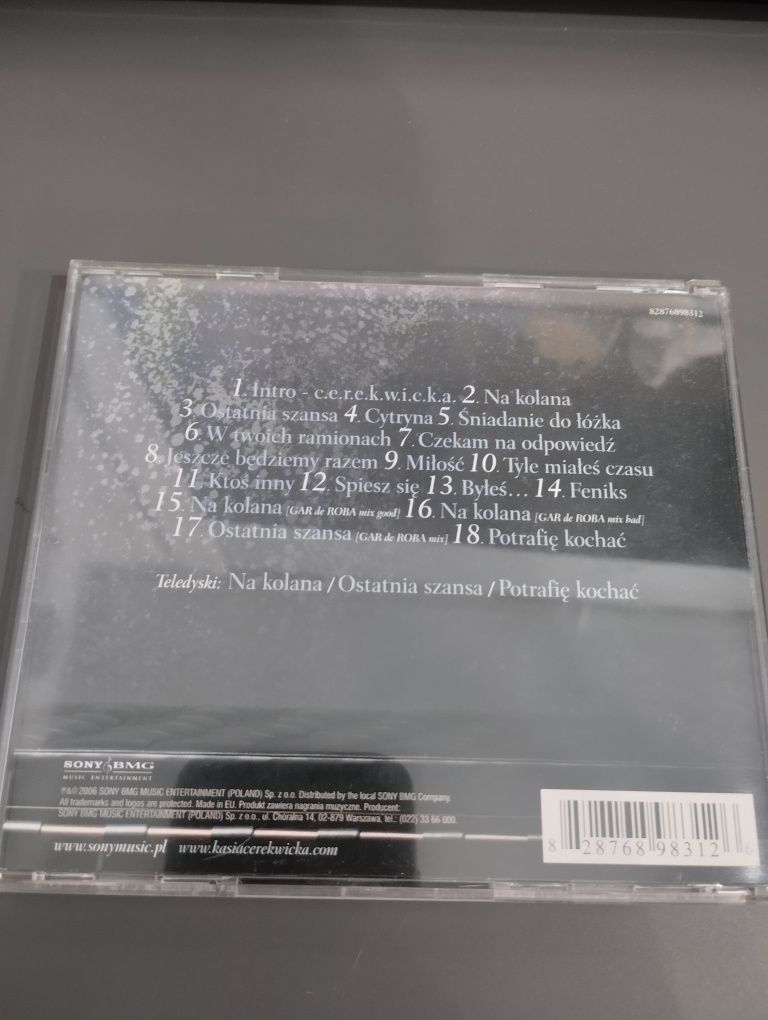 82876898312
1. Intro - c.e.r.e.k.w.i.c.k.a. 2. Na kolana
3. Ostatnia szansa 4. Cytryna 5. Śniadanie do łóżka
6. W twoich ramionach 7. Czekam na odpowiedź
8. Jeszcze będziemy razem 9. Miłość 10. Tyle miałeś czasu
11. Ktoś inny 12. Spiesz się 13. Byłeś... 14. Feniks
15. Na kolana [GAR de ROBA mix good] 16. Na kolana [GAR de ROBA mix bad]
17. Ostatnia szansa [GAR de ROBA mix] 18. Potrafię kochać
Teledyski: Na kolana / Ostatnia szansa / Potrafię kochać
SONY BMG
MUSIC ENTERTAINMENT
℗&© 2006 SONY BMG MUSIC ENTERTAINMENT (POLAND) Sp. z o.o. Distributed by the local SONY BMG Company.
All trademarks and logos are protected. Made in EU. Produkt zawiera nagrania muzyczne. Producent:
SONY BMG MUSIC ENTERTAINMENT (POLAND) Sp. z o.o., ul. Chóralna 14, 02-879 Warszawa, tel.: (022) 33 66 000.
www.sonymusic.pl www.kasiacerekwicka.com
8 28768 98312 6